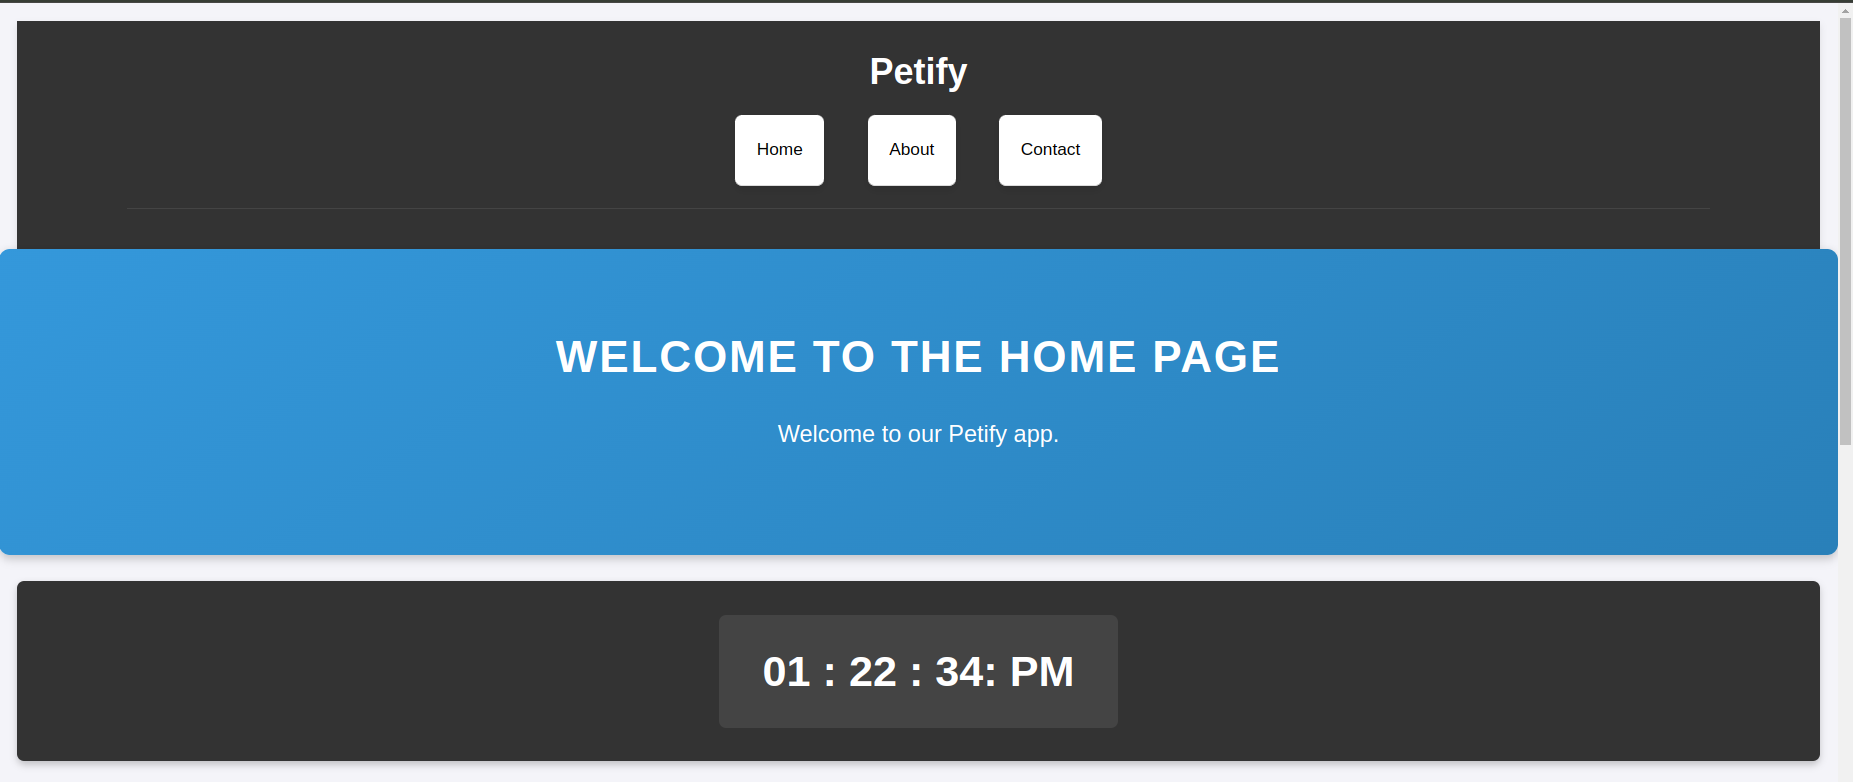 Petify
Home About Contact
WELCOME TO THE HOME PAGE
Welcome to our Petify app.
01 : 22 : 34: PM